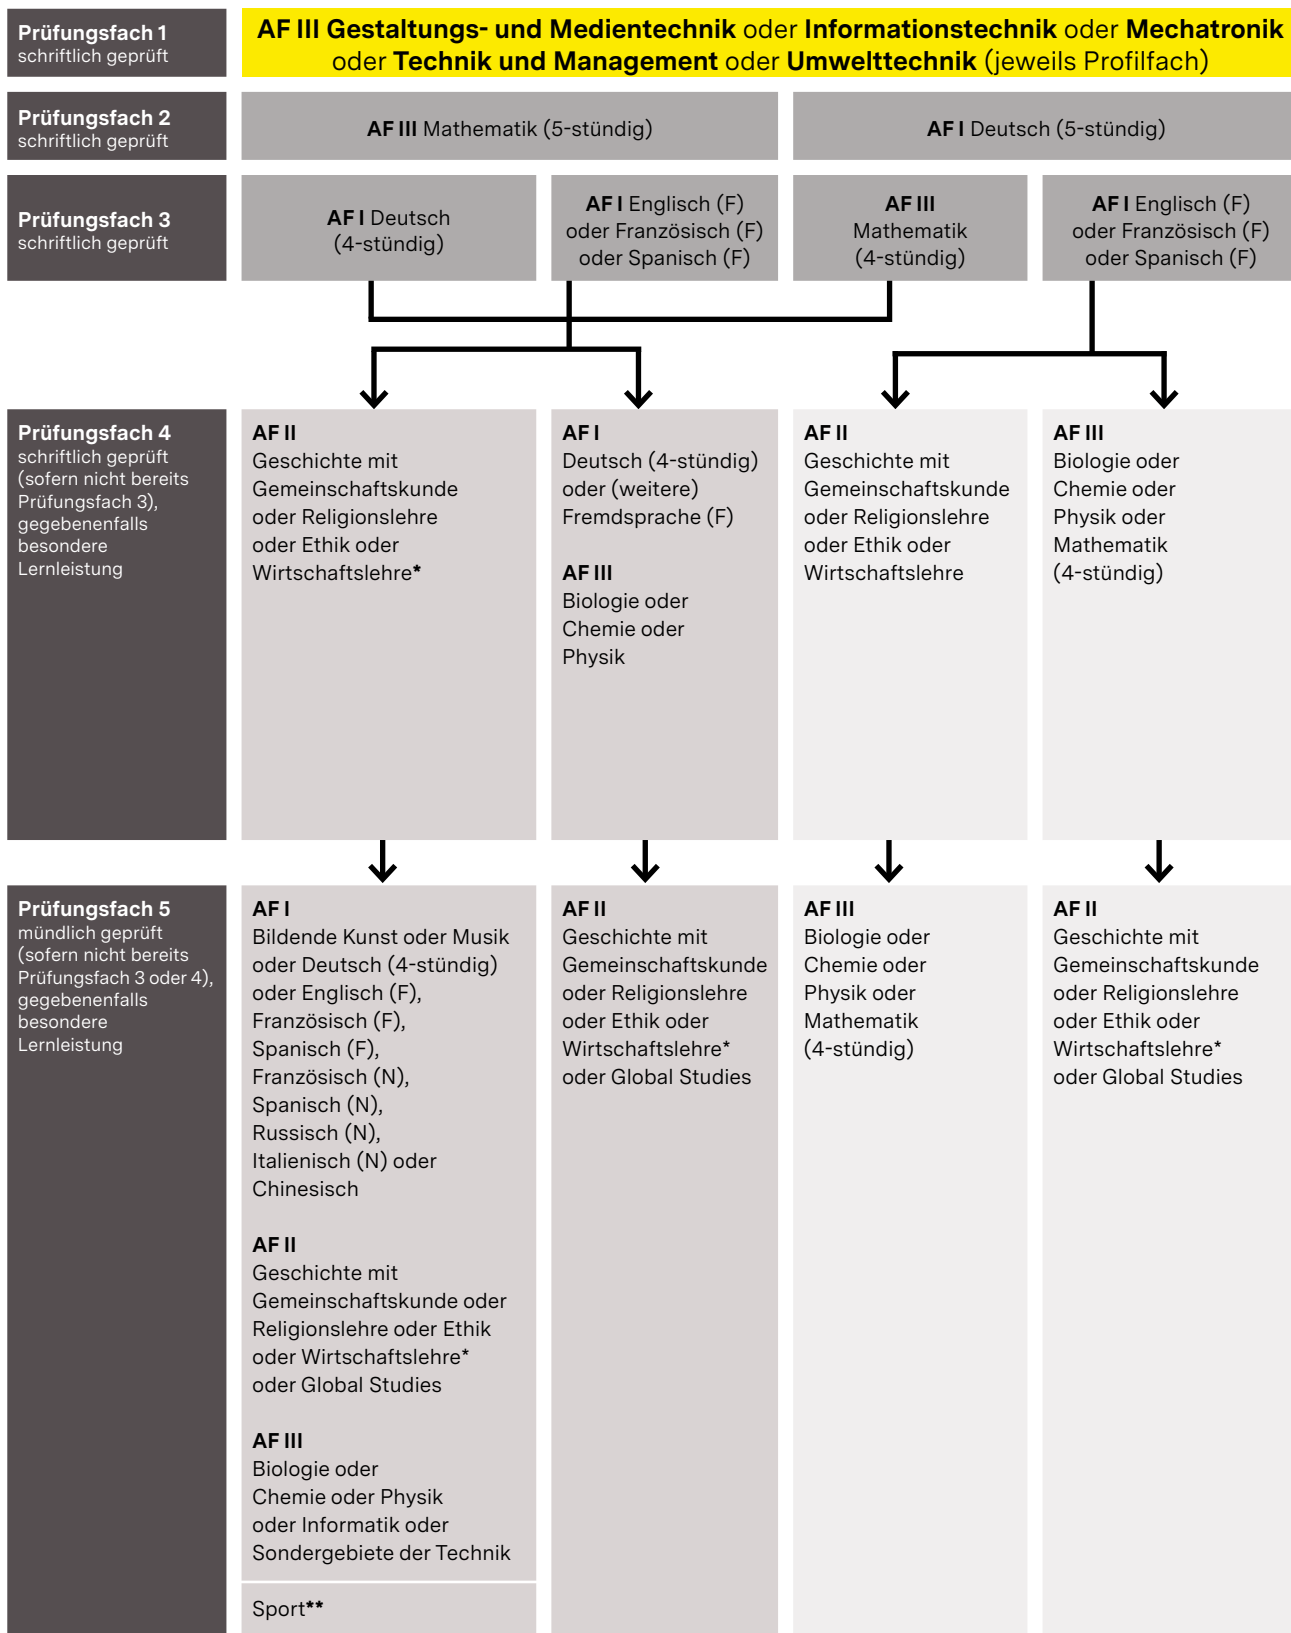 Prüfungsfach 1
schriftlich geprüft
AF III Gestaltungs- und Medientechnik oder Informationstechnik oder Mechatronik
oder Technik und Management oder Umwelttechnik (jeweils Profilfach)
Prüfungsfach 2
schriftlich geprüft
AF III Mathematik (5-stündig)
AF I Deutsch (5-stündig)
Prüfungsfach 3
schriftlich geprüft
AF I Deutsch
(4-stündig)
AF I Englisch (F)
oder Französisch (F)
oder Spanisch (F)
AF III
Mathematik
(4-stündig)
AF I Englisch (F)
oder Französisch (F)
oder Spanisch (F)
Prüfungsfach 4
schriftlich geprüft
(sofern nicht bereits
Prüfungsfach 3),
gegebenenfalls
besondere
Lernleistung
AF II
Geschichte mit
Gemeinschaftskunde
oder Religionslehre
oder Ethik oder
Wirtschaftslehre*
AF I
Deutsch (4-stündig)
oder (weitere)
Fremdsprache (F)
AF III
Biologie oder
Chemie oder
Physik
AF II
Geschichte mit
Gemeinschaftskunde
oder Religionslehre
oder Ethik oder
Wirtschaftslehre
AF III
Biologie oder
Chemie oder
Physik oder
Mathematik
(4-stündig)
Prüfungsfach 5
mündlich geprüft
(sofern nicht bereits
Prüfungsfach 3 oder 4),
gegebenenfalls
besondere
Lernleistung
AF I
Bildende Kunst oder Musik
oder Deutsch (4-stündig)
oder Englisch (F),
Französisch (F),
Spanisch (F),
Französisch (N),
Spanisch (N),
Russisch (N),
Italienisch (N) oder
Chinesisch
AF II
Geschichte mit
Gemeinschaftskunde oder
Religionslehre oder Ethik
oder Wirtschaftslehre*
oder Global Studies
AF III
Biologie oder
Chemie oder Physik
oder Informatik oder
Sondergebiete der Technik
Sport**
AF II
Geschichte mit
Gemeinschaftskunde
oder Religionslehre
oder Ethik oder
Wirtschaftslehre*
oder Global Studies
AF III
Biologie oder
Chemie oder
Physik oder
Mathematik
(4-stündig)
AF II
Geschichte mit
Gemeinschaftskunde
oder Religionslehre
oder Ethik oder
Wirtschaftslehre*
oder Global Studies